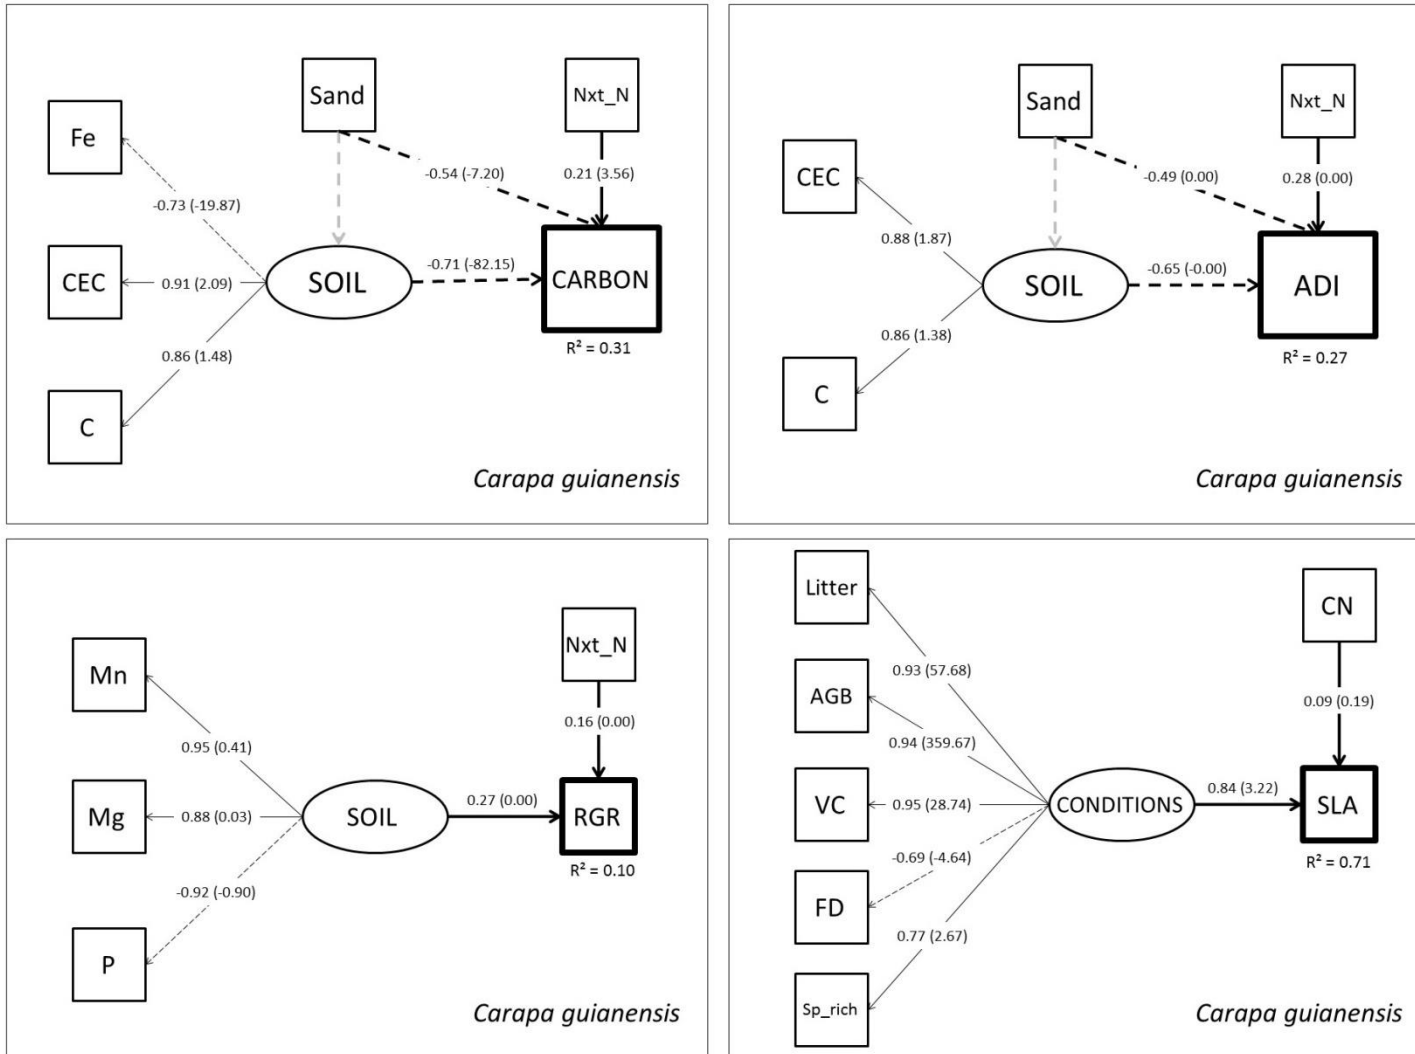 Sand
Nxt_N
Fe
-0.54 (-7.20)
0.21 (3.56)
-0.73 (-19.87)
CEC
0.91 (2.09)
SOIL
-0.71 (-82.15)
CARBON
R² = 0.31
0.86 (1.48)
C
Carapa guianensis
Sand
Nxt_N
CEC
-0.49 (0.00)
0.28 (0.00)
0.88 (1.87)
SOIL
-0.65 (-0.00)
ADI
R² = 0.27
0.86 (1.38)
C
Carapa guianensis
Nxt_N
Mn
0.16 (0.00)
0.95 (0.41)
Mg
0.88 (0.03)
SOIL
0.27 (0.00)
RGR
R² = 0.10
-0.92 (-0.90)
P
Carapa guianensis
Litter
CN
0.93 (57.68)
AGB
0.09 (0.19)
0.94 (359.67)
VC
0.95 (28.74)
CONDITIONS
0.84 (3.22)
SLA
R² = 0.71
-0.69 (-4.64)
FD
0.77 (2.67)
Sp_rich
Carapa guianensis